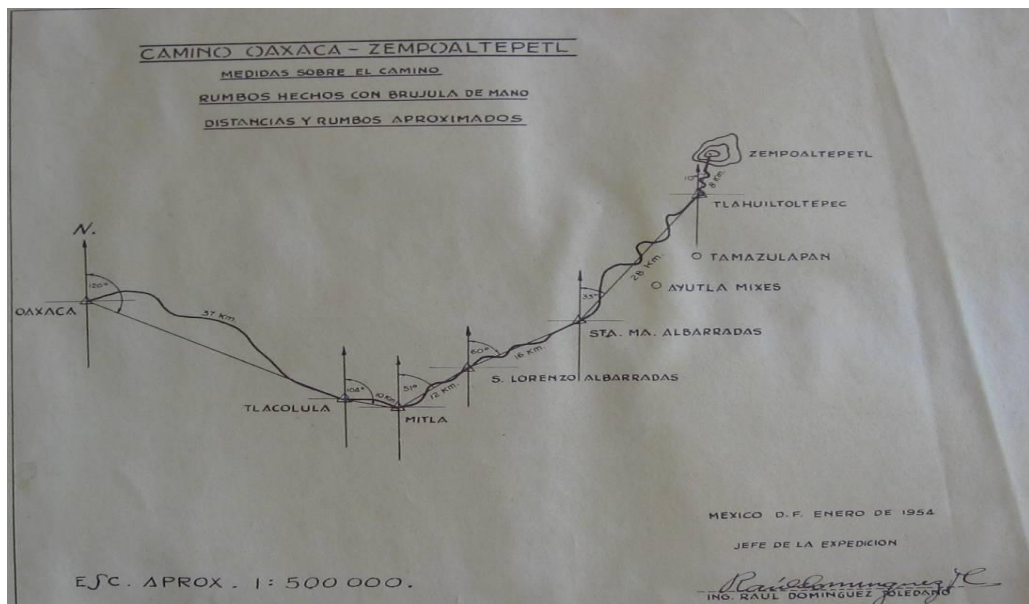 CAMINO OAXACA – ZEMPOALTEPETL
MEDIDAS SOBRE EL CAMINO
RUMBOS HECHOS CON BRUJULA DE MANO
DISTANCIAS Y RUMBOS APROXIMADOS
ZEMPOALTEPETL
10°
8 Km.
TLAHUILTOLTEPEC
N.
TAMAZULAPAN
28 Km.
120°
AYUTLA MIXES
35°
OAXACA
37 Km.
STA. MA. ALBARRADAS
60°
16 Km.
S. LORENZO ALBARRADAS
51°
12 Km.
104°
10 Km
TLACOLULA
MITLA
MEXICO D.F. ENERO DE 1954
JEFE DE LA EXPEDICION
ESC. APROX. 1: 500 000.
Raúl Dominguez T
ING. RAUL DOMINGUEZ TOLEDANO